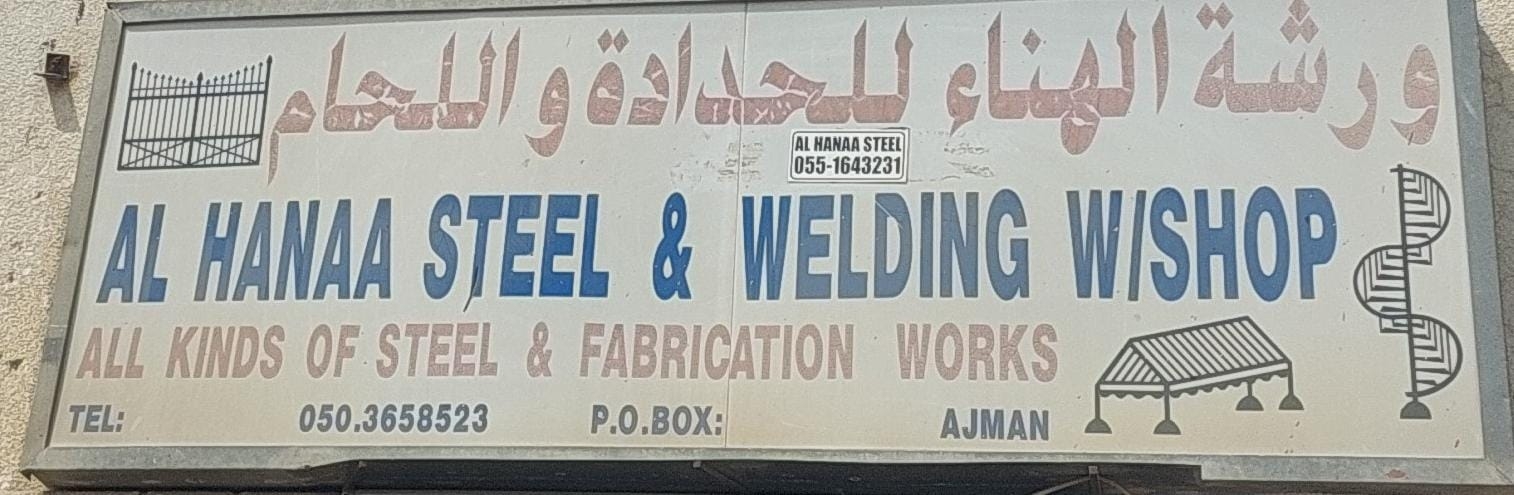 ورشة الهناء للحدادة و اللحام
AL HANAA STEEL
055-1643231
AL HANAA STEEL & WELDING W/SHOP
ALL KINDS OF STEEL & FABRICATION WORKS
TEL: 050.3658523 P.O.BOX: AJMAN